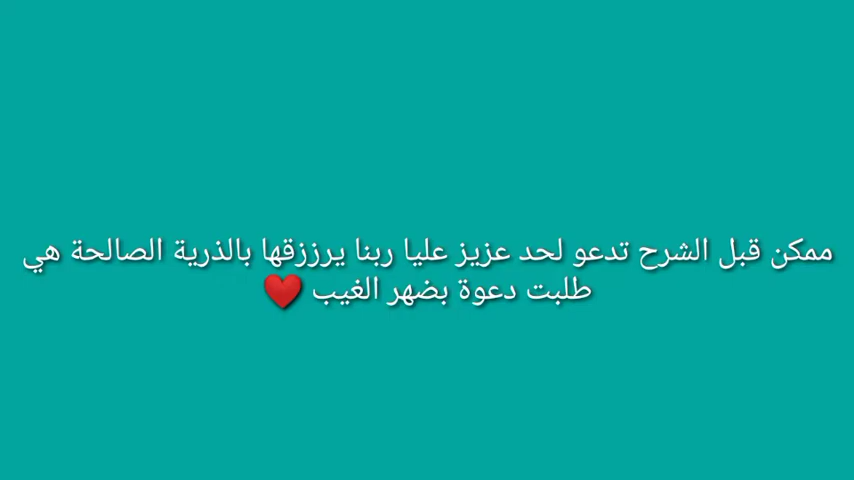 ممكن قبل الشرح تدعو لحد عزيز عليا ربنا يرززقها بالذرية الصالحة هي
طلبت دعوة بضهر الغيب ❤️